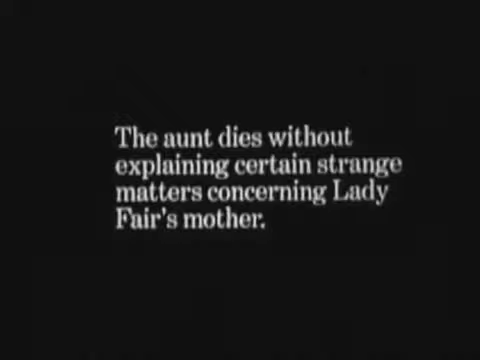 The aunt dies without
explaining certain strange
matters concerning Lady
Fair's mother.